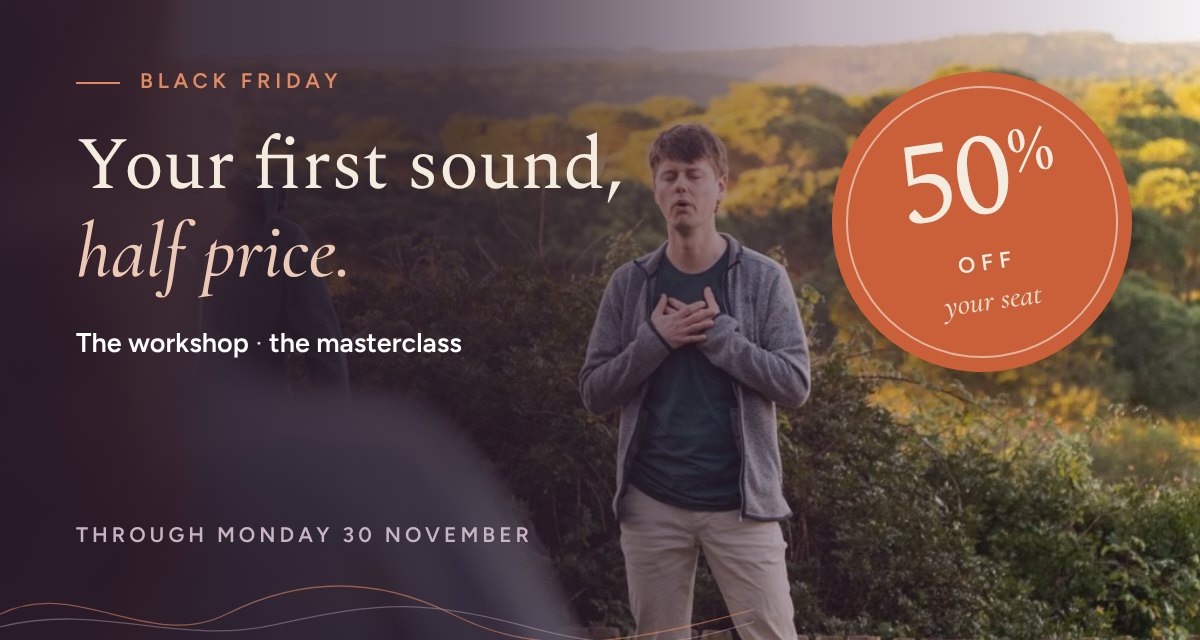 BLACK FRIDAY
Your first sound,
half price.
The workshop · the masterclass
THROUGH MONDAY 30 NOVEMBER
50%
OFF
your seat